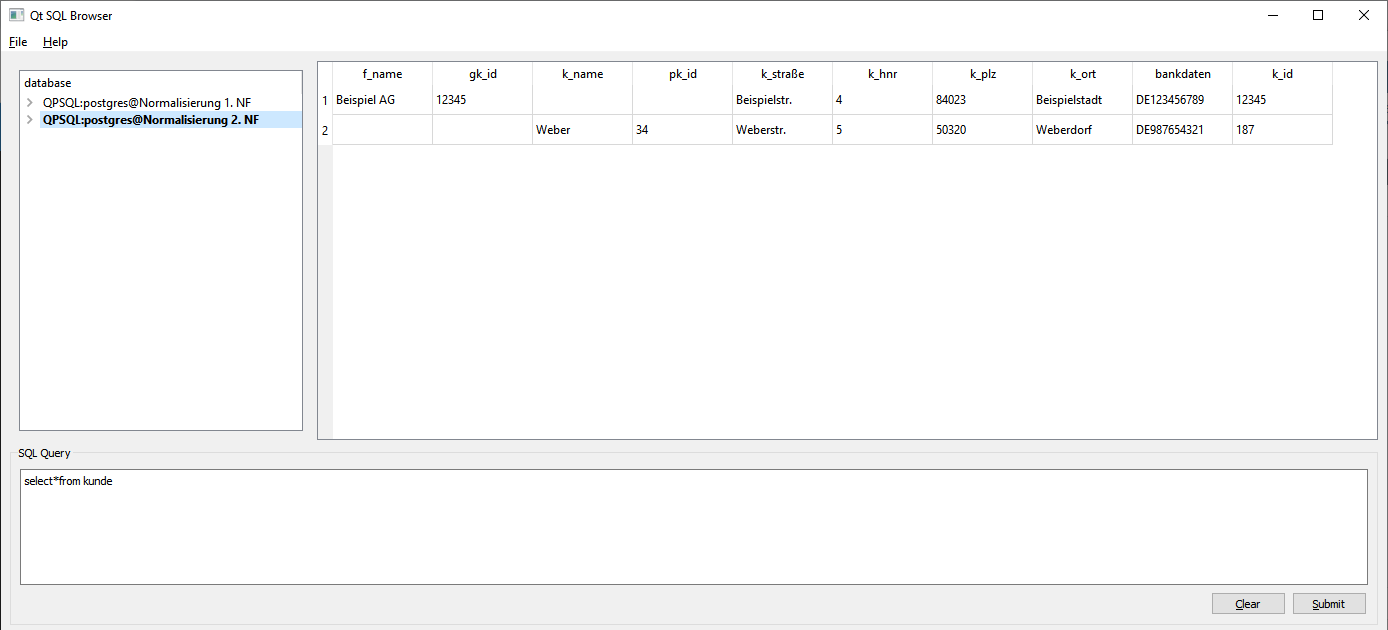 Qt SQL Browser
File Help
database
QPSQL:postgres@Normalisierung 1. NF
QPSQL:postgres@Normalisierung 2. NF
f_name gk_id k_name pk_id k_straße k_hnr k_plz k_ort bankdaten k_id
1 Beispiel AG 12345 Beispielstr. 4 84023 Beispielstadt DE123456789 12345
2 Weber 34 Weberstr. 5 50320 Weberdorf DE987654321 187
SQL Query
select*from kunde
Clear Submit